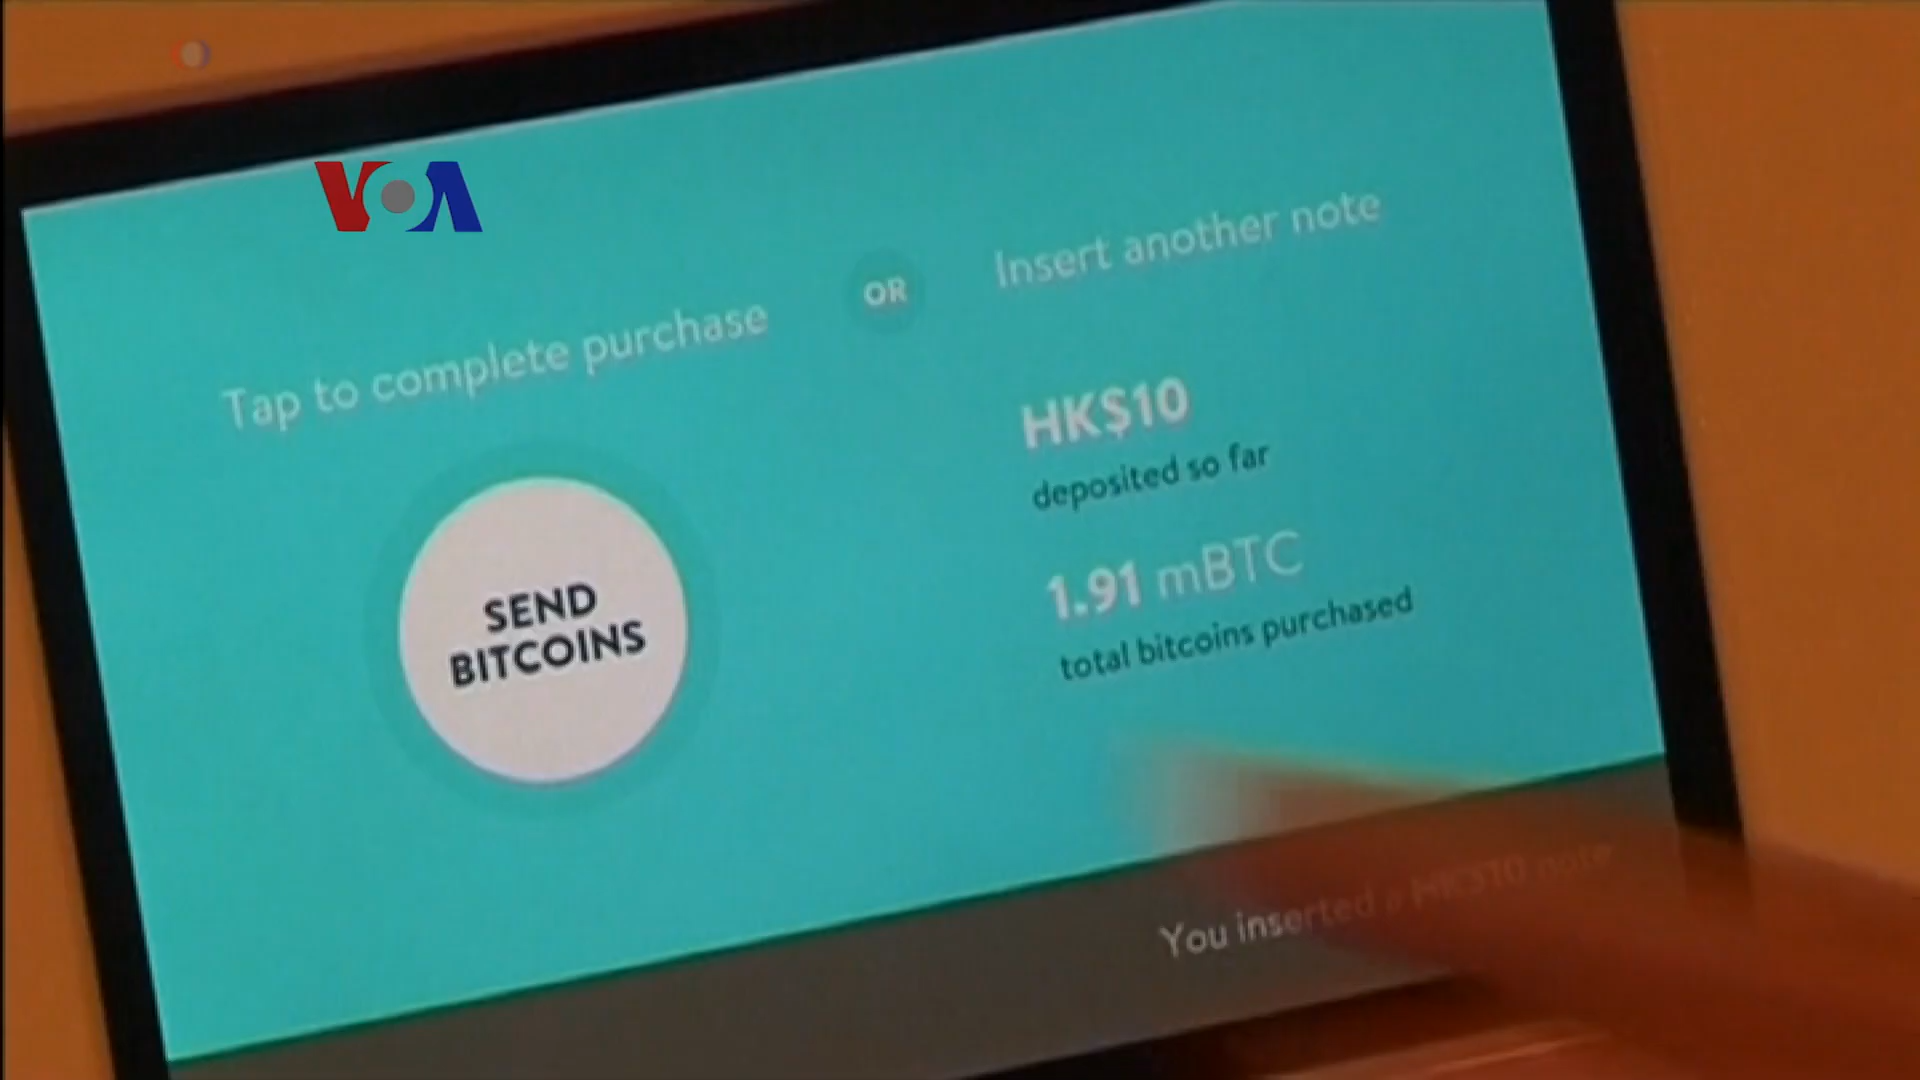 VOA
Tap to complete purchase
OR
Insert another note
SEND
BITCOINS
HK$10
deposited so far
1.91 mBTC
total bitcoins purchased
You inserted a HK$10 note